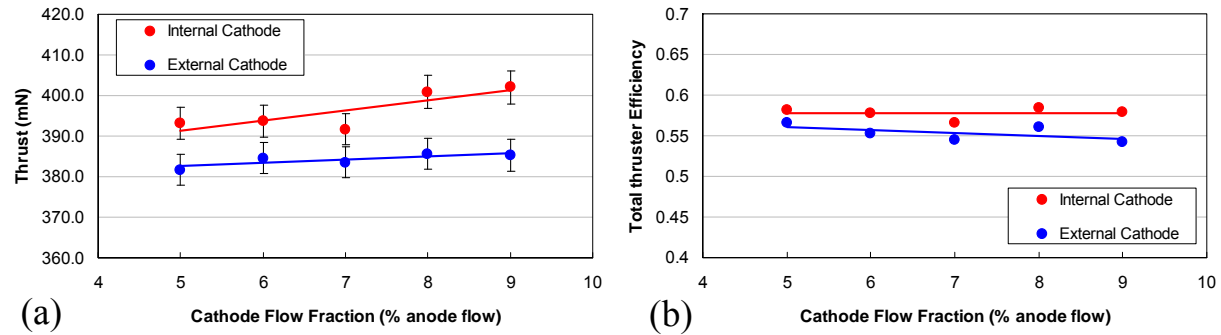 420.0
410.0
400.0
390.0
380.0
370.0
360.0
Thrust (mN)
Internal Cathode
External Cathode
4 5 6 7 8 9 10
Cathode Flow Fraction (% anode flow)
(a)
0.7
0.65
0.6
0.55
0.5
0.45
0.4
Total thruster Efficiency
Internal Cathode
External Cathode
4 5 6 7 8 9 10
Cathode Flow Fraction (% anode flow)
(b)